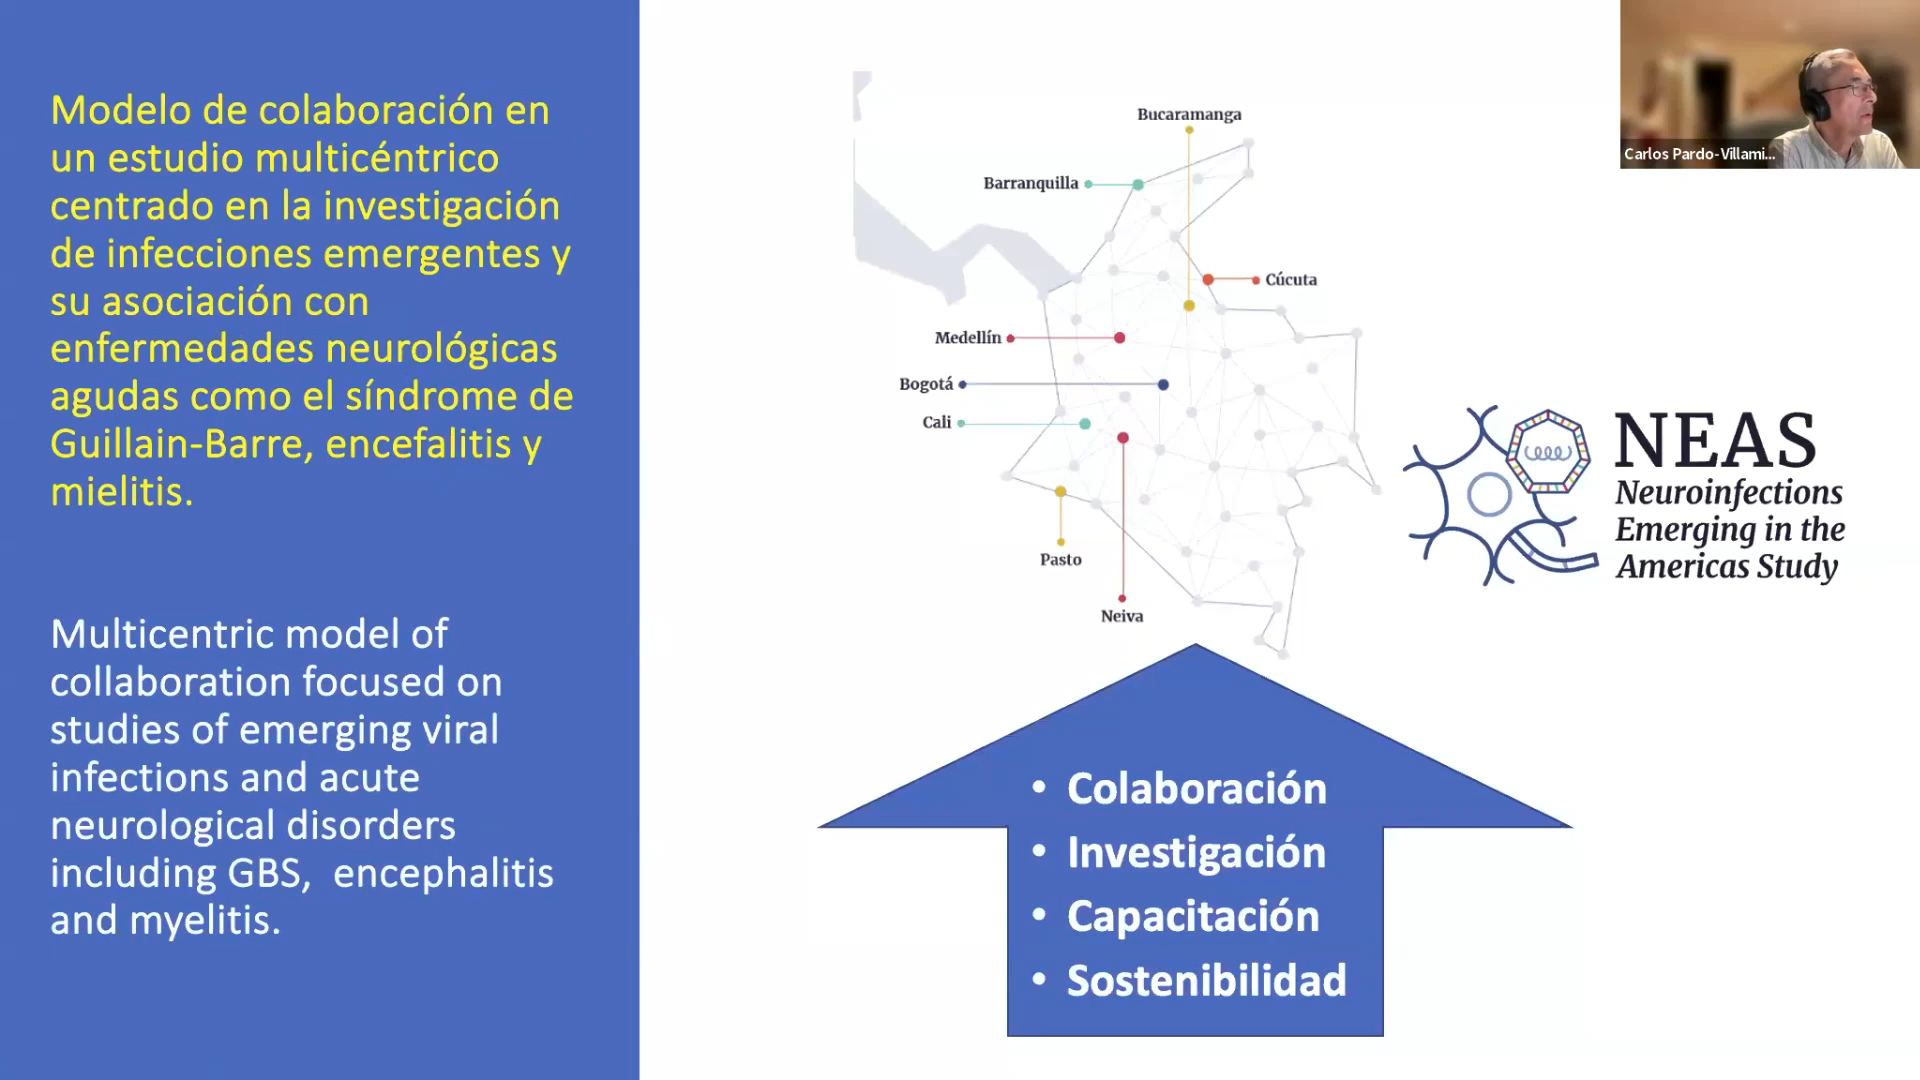 Modelo de colaboración en
un estudio multicéntrico
centrado en la investigación
de infecciones emergentes y
su asociación con
enfermedades neurológicas
agudas como el síndrome de
Guillain-Barre, encefalitis y
mielitis.
Multicentric model of
collaboration focused on
studies of emerging viral
infections and acute
neurological disorders
including GBS,  encephalitis
and myelitis.
Bucaramanga
Barranquilla
Cúcuta
Medellín
Bogotá
Cali
Pasto
Neiva
NEAS
Neuroinfections
Emerging in the
Americas Study
• Colaboración
• Investigación
• Capacitación
• Sostenibilidad
Carlos Pardo-Villami...